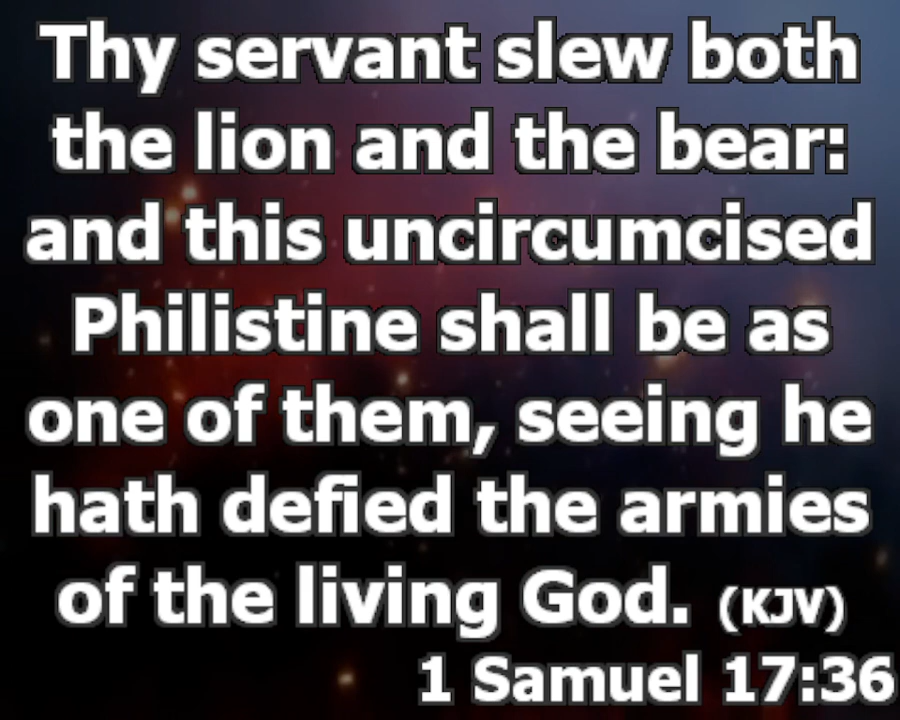 Thy servant slew both
the lion and the bear:
and this uncircumcised
Philistine shall be as
one of them, seeing he
hath defied the armies
of the living God. (KJV)
1 Samuel 17:36